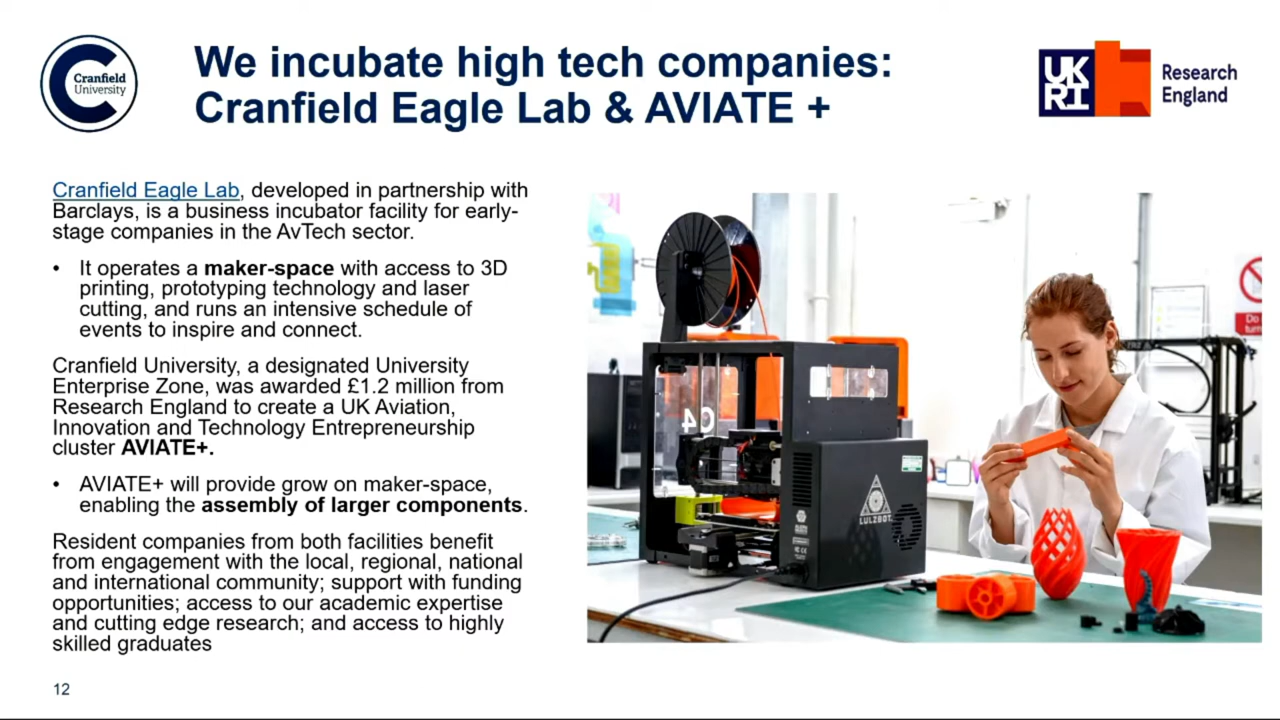 Cranfield
University
We incubate high tech companies:
Cranfield Eagle Lab & AVIATE +
UK
RI
Research
England
Cranfield Eagle Lab, developed in partnership with
Barclays, is a business incubator facility for early-
stage companies in the AvTech sector.
• It operates a maker-space with access to 3D
printing, prototyping technology and laser
cutting, and runs an intensive schedule of
events to inspire and connect.
Cranfield University, a designated University
Enterprise Zone, was awarded £1.2 million from
Research England to create a UK Aviation,
Innovation and Technology Entrepreneurship
cluster AVIATE+.
• AVIATE+ will provide grow on maker-space,
enabling the assembly of larger components.
Resident companies from both facilities benefit
from engagement with the local, regional, national
and international community; support with funding
opportunities; access to our academic expertise
and cutting edge research; and access to highly
skilled graduates
LULZBOT
Do
turn
12